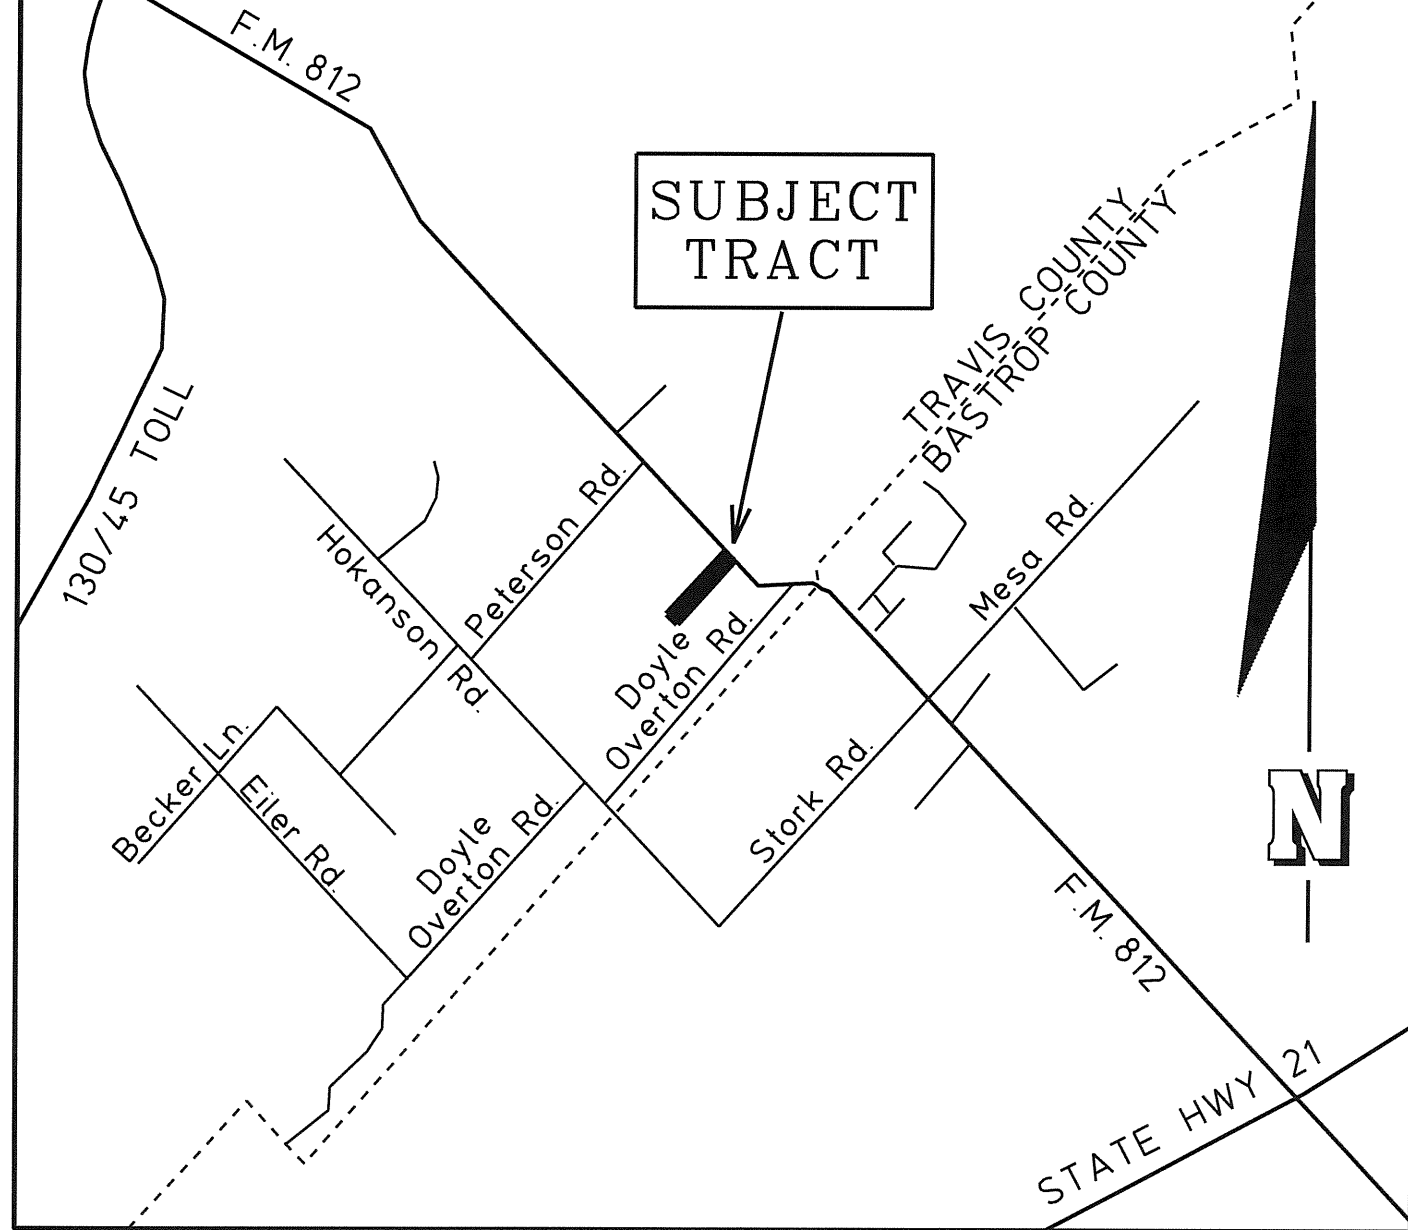 F.M. 812
SUBJECT
TRACT
TRAVIS COUNTY
BASTROP COUNTY
130/45 TOLL
Hokanson Rd.
Peterson Rd.
Mesa Rd.
Doyle
Overton Rd.
Becker Ln.
Eiler Rd.
Doyle
Overton Rd.
Stork Rd.
N
F.M. 812
STATE HWY 21